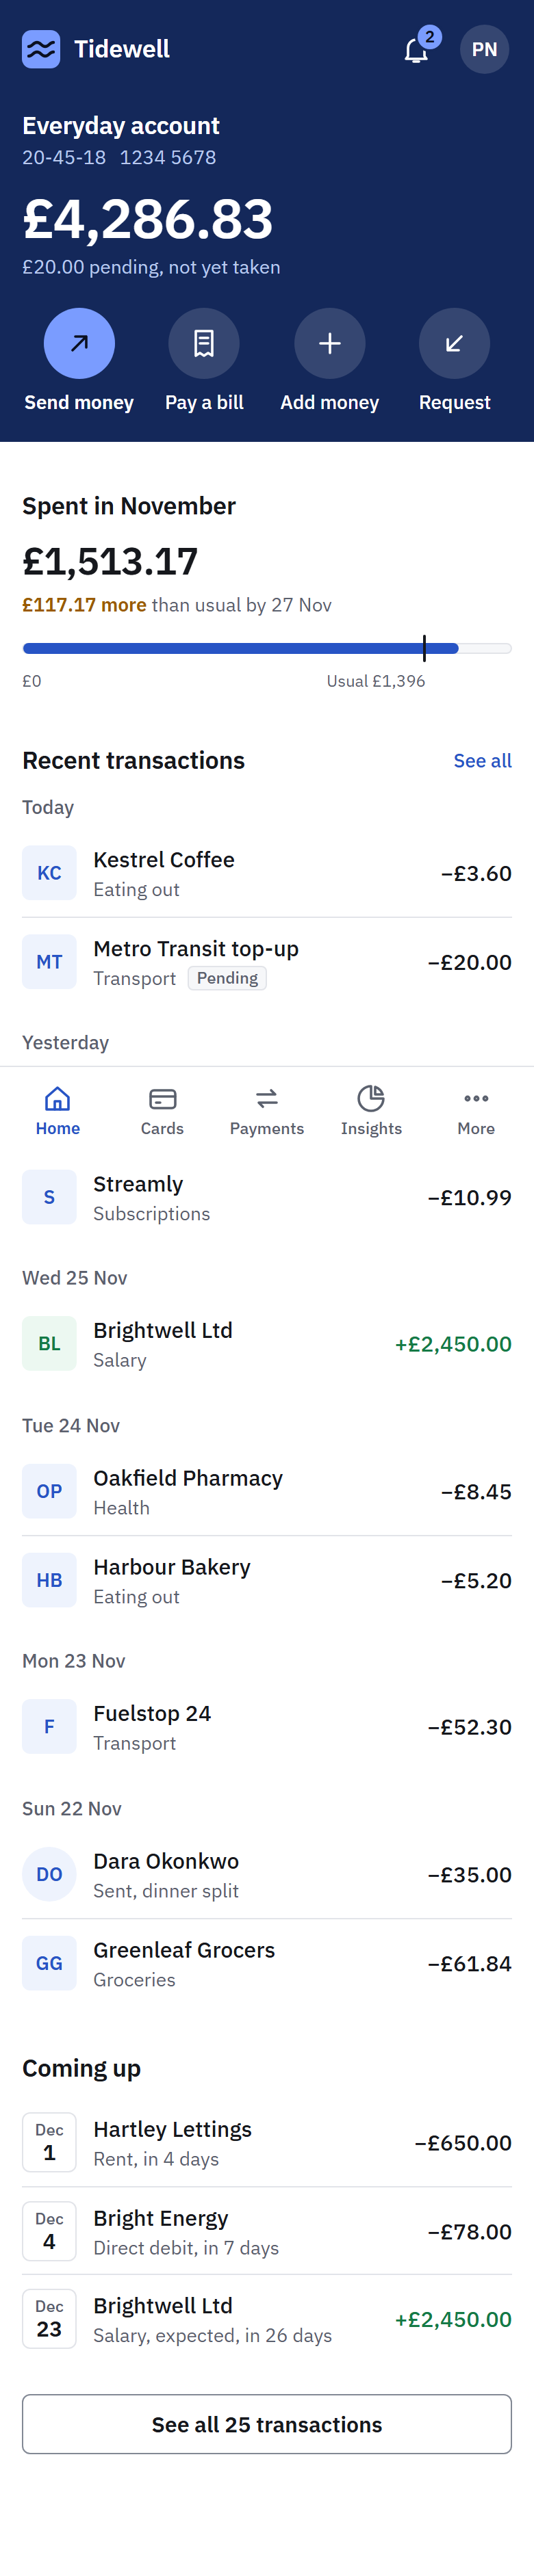 Tidewell
2
PN
Everyday account
20-45-18 1234 5678
£4,286.83
£20.00 pending, not yet taken
Send money
Pay a bill
Add money
Request
Spent in November
£1,513.17
£117.17 more than usual by 27 Nov
£0
Usual £1,396
Recent transactions
See all
Today
KC
Kestrel Coffee
−£3.60
Eating out
MT
Metro Transit top-up
−£20.00
Transport
Pending
Yesterday
Home
Cards
Payments
Insights
More
S
Streamly
−£10.99
Subscriptions
Wed 25 Nov
BL
Brightwell Ltd
+£2,450.00
Salary
Tue 24 Nov
OP
Oakfield Pharmacy
−£8.45
Health
HB
Harbour Bakery
−£5.20
Eating out
Mon 23 Nov
F
Fuelstop 24
−£52.30
Transport
Sun 22 Nov
DO
Dara Okonkwo
−£35.00
Sent, dinner split
GG
Greenleaf Grocers
−£61.84
Groceries
Coming up
Dec
1
Hartley Lettings
−£650.00
Rent, in 4 days
Dec
4
Bright Energy
−£78.00
Direct debit, in 7 days
Dec
23
Brightwell Ltd
+£2,450.00
Salary, expected, in 26 days
See all 25 transactions